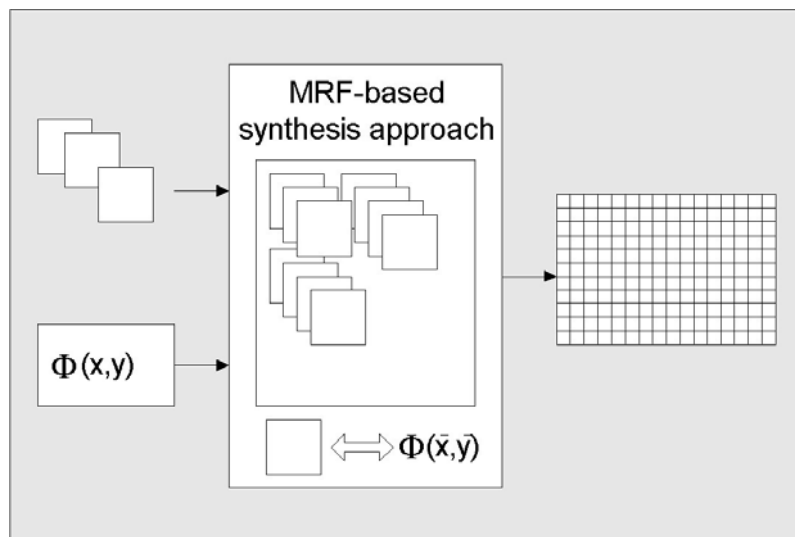 MRF-based
synthesis approach
Φ(x,y)
Φ(x̄,ȳ)